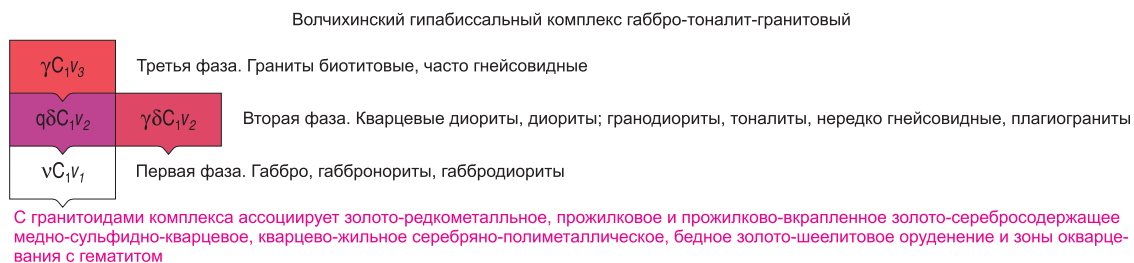 Волчихинский гипабиссальный комплекс габбро-тоналит-гранитовый
γC₁v₃ Третья фаза. Граниты биотитовые, часто гнейсовидные
qδC₁v₂ γδC₁v₂ Вторая фаза. Кварцевые диориты, диориты; гранодиориты, тоналиты, нередко гнейсовидные, плагиограниты
νC₁v₁ Первая фаза. Габбро, габбронориты, габбродиориты
С гранитоидами комплекса ассоциирует золото-редкометалльное, прожилковое и прожилково-вкрапленное золото-серебросодержащее
медно-сульфидно-кварцевое, кварцево-жильное серебряно-полиметаллическое, бедное золото-шеелитовое оруденение и зоны окварце-
вания с гематитом